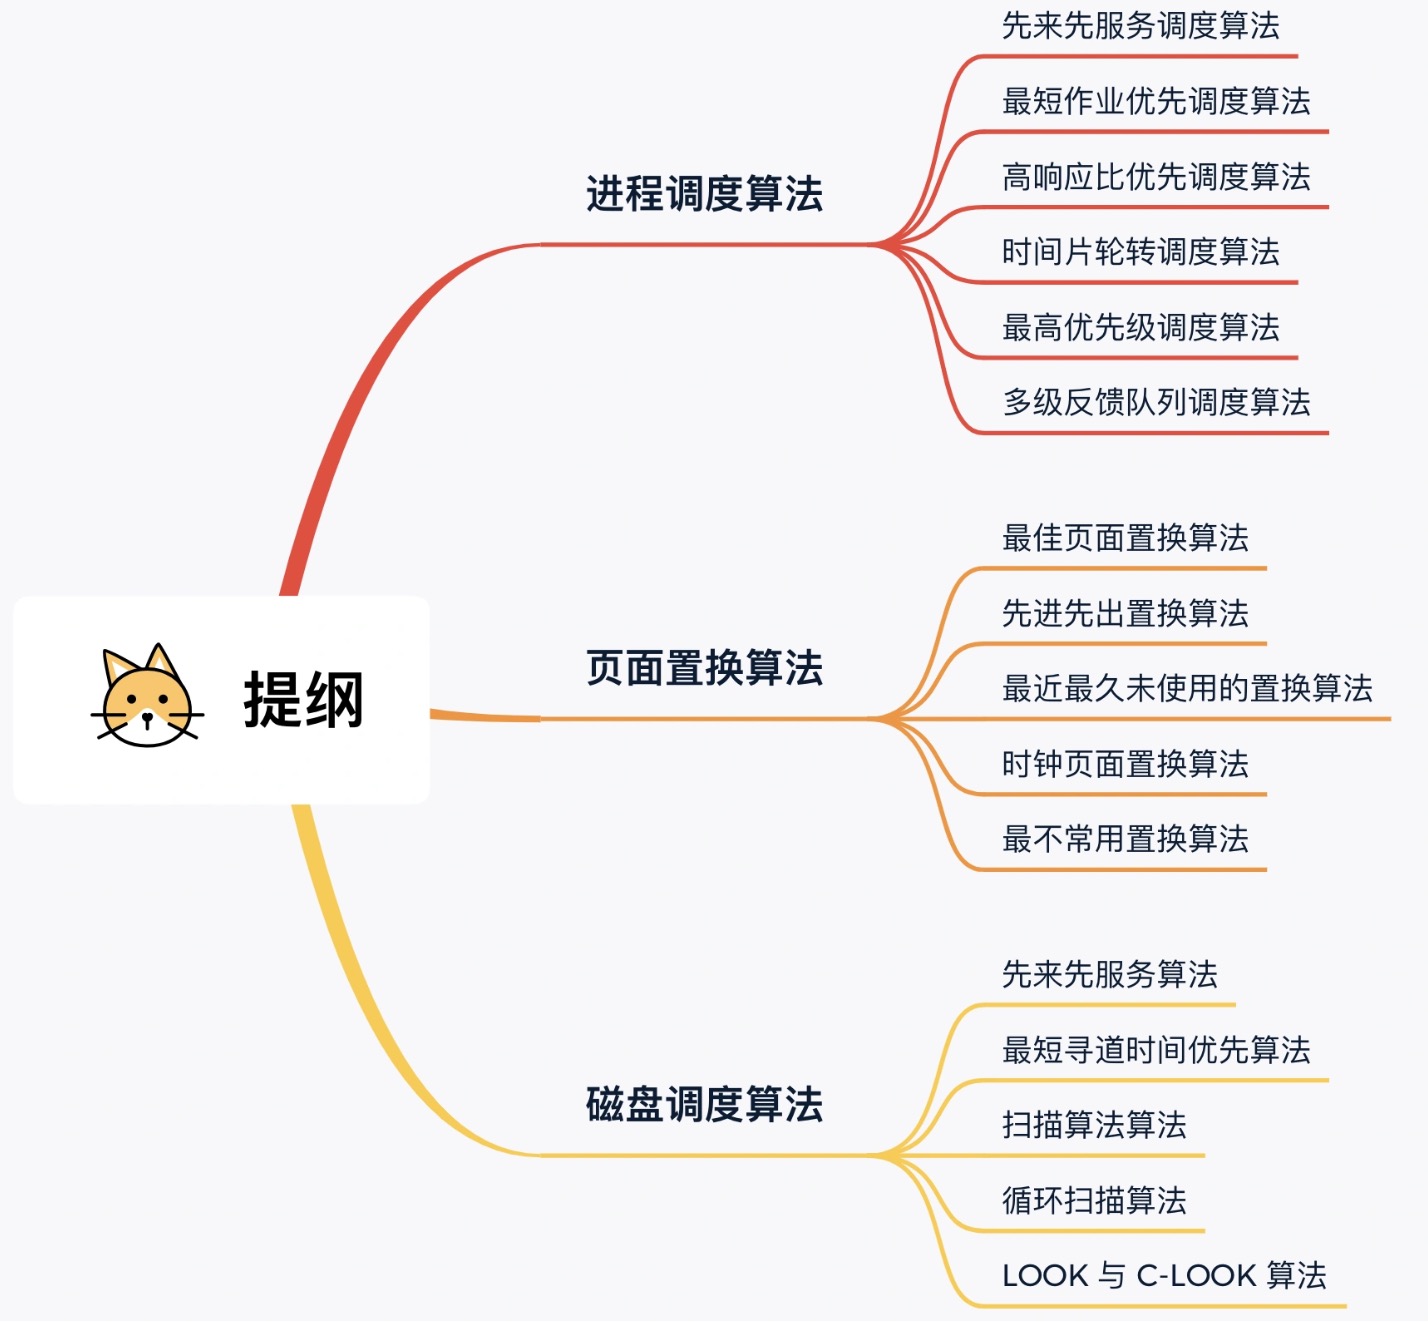 提纲
进程调度算法
先来先服务调度算法
最短作业优先调度算法
高响应比优先调度算法
时间片轮转调度算法
最高优先级调度算法
多级反馈队列调度算法
页面置换算法
最佳页面置换算法
先进先出置换算法
最近最久未使用的置换算法
时钟页面置换算法
最不常用置换算法
磁盘调度算法
先来先服务算法
最短寻道时间优先算法
扫描算法算法
循环扫描算法
LOOK 与 C-LOOK 算法